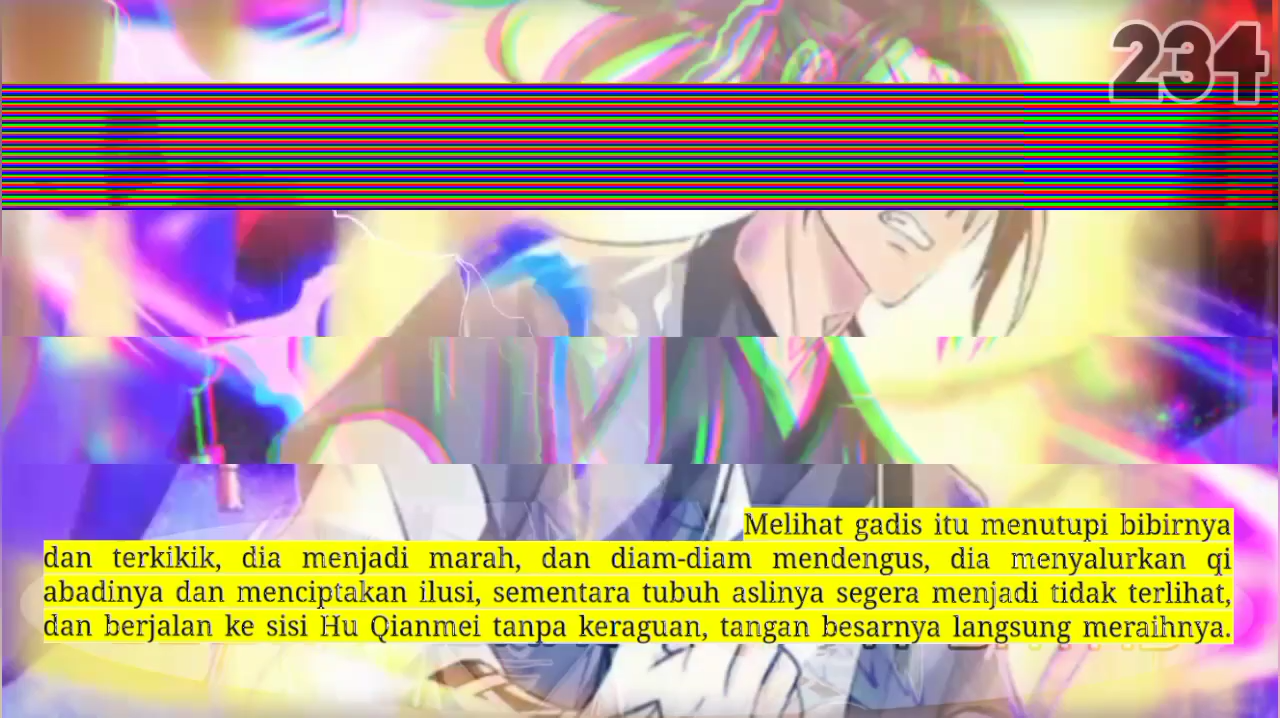 234
Melihat gadis itu menutupi bibirnya
dan terkikik, dia menjadi marah, dan diam-diam mendengus, dia menyalurkan qi
abadinya dan menciptakan ilusi, sementara tubuh aslinya segera menjadi tidak terlihat,
dan berjalan ke sisi Hu Qianmei tanpa keraguan, tangan besarnya langsung meraihnya.